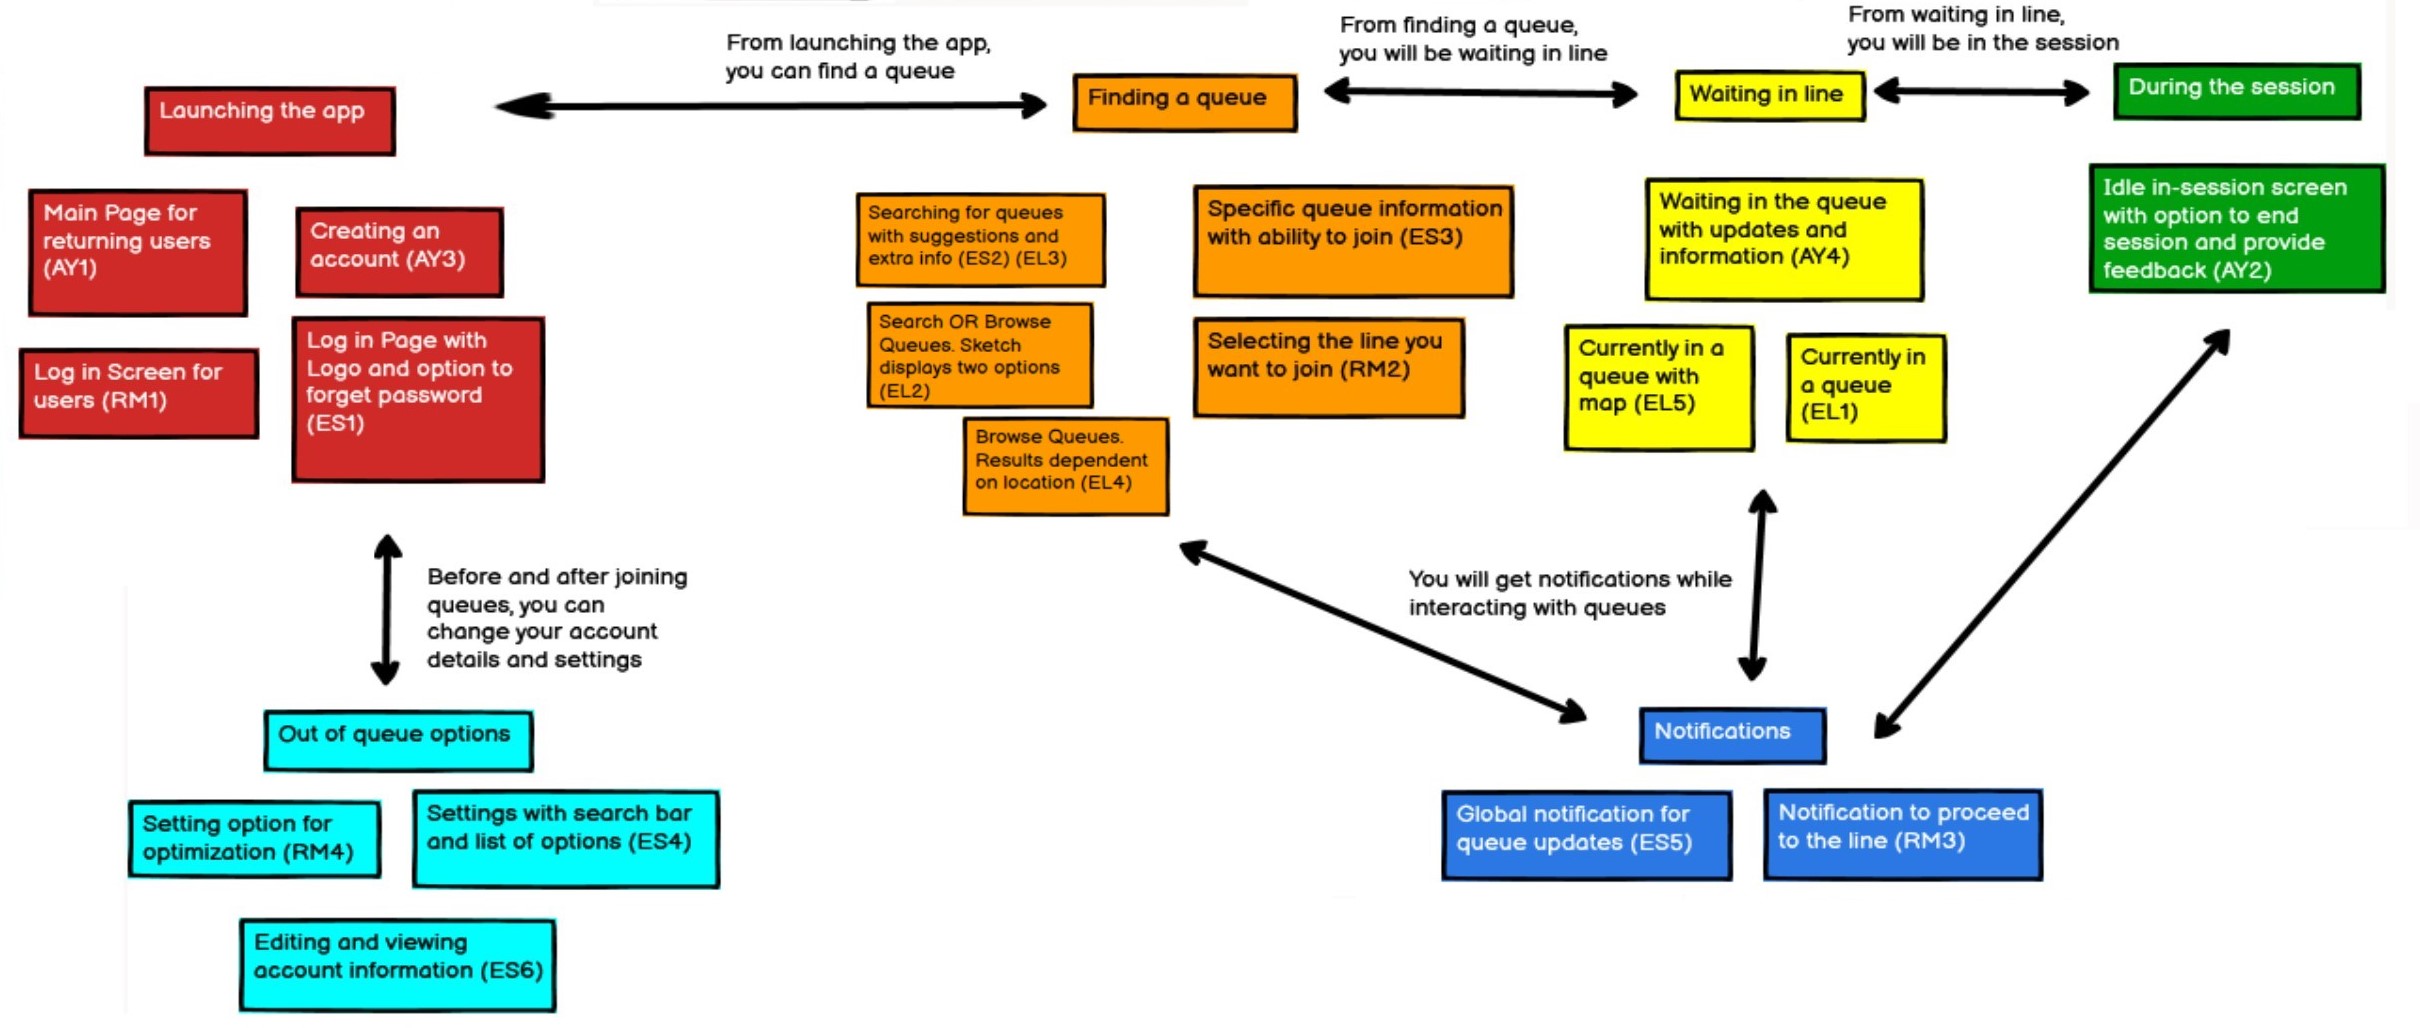 From launching the app,
you can find a queue
From finding a queue,
you will be waiting in line
From waiting in line,
you will be in the session
Launching the app
Finding a queue
Waiting in line
During the session
Main Page for
returning users
(AY1)
Creating an
account (AY3)
Log in Screen for
users (RM1)
Log in Page with
Logo and option to
forget password
(ES1)
Searching for queues
with suggestions and
extra info (ES2) (EL3)
Specific queue information
with ability to join (ES3)
Search OR Browse
Queues. Sketch
displays two options
(EL2)
Selecting the line you
want to join (RM2)
Browse Queues.
Results dependent
on location (EL4)
Waiting in the queue
with updates and
information (AY4)
Currently in a
queue with
map (EL5)
Currently in
a queue
(EL1)
Idle in-session screen
with option to end
session and provide
feedback (AY2)
Before and after joining
queues, you can
change your account
details and settings
You will get notifications while
interacting with queues
Out of queue options
Setting option for
optimization (RM4)
Settings with search bar
and list of options (ES4)
Editing and viewing
account information (ES6)
Notifications
Global notification for
queue updates (ES5)
Notification to proceed
to the line (RM3)